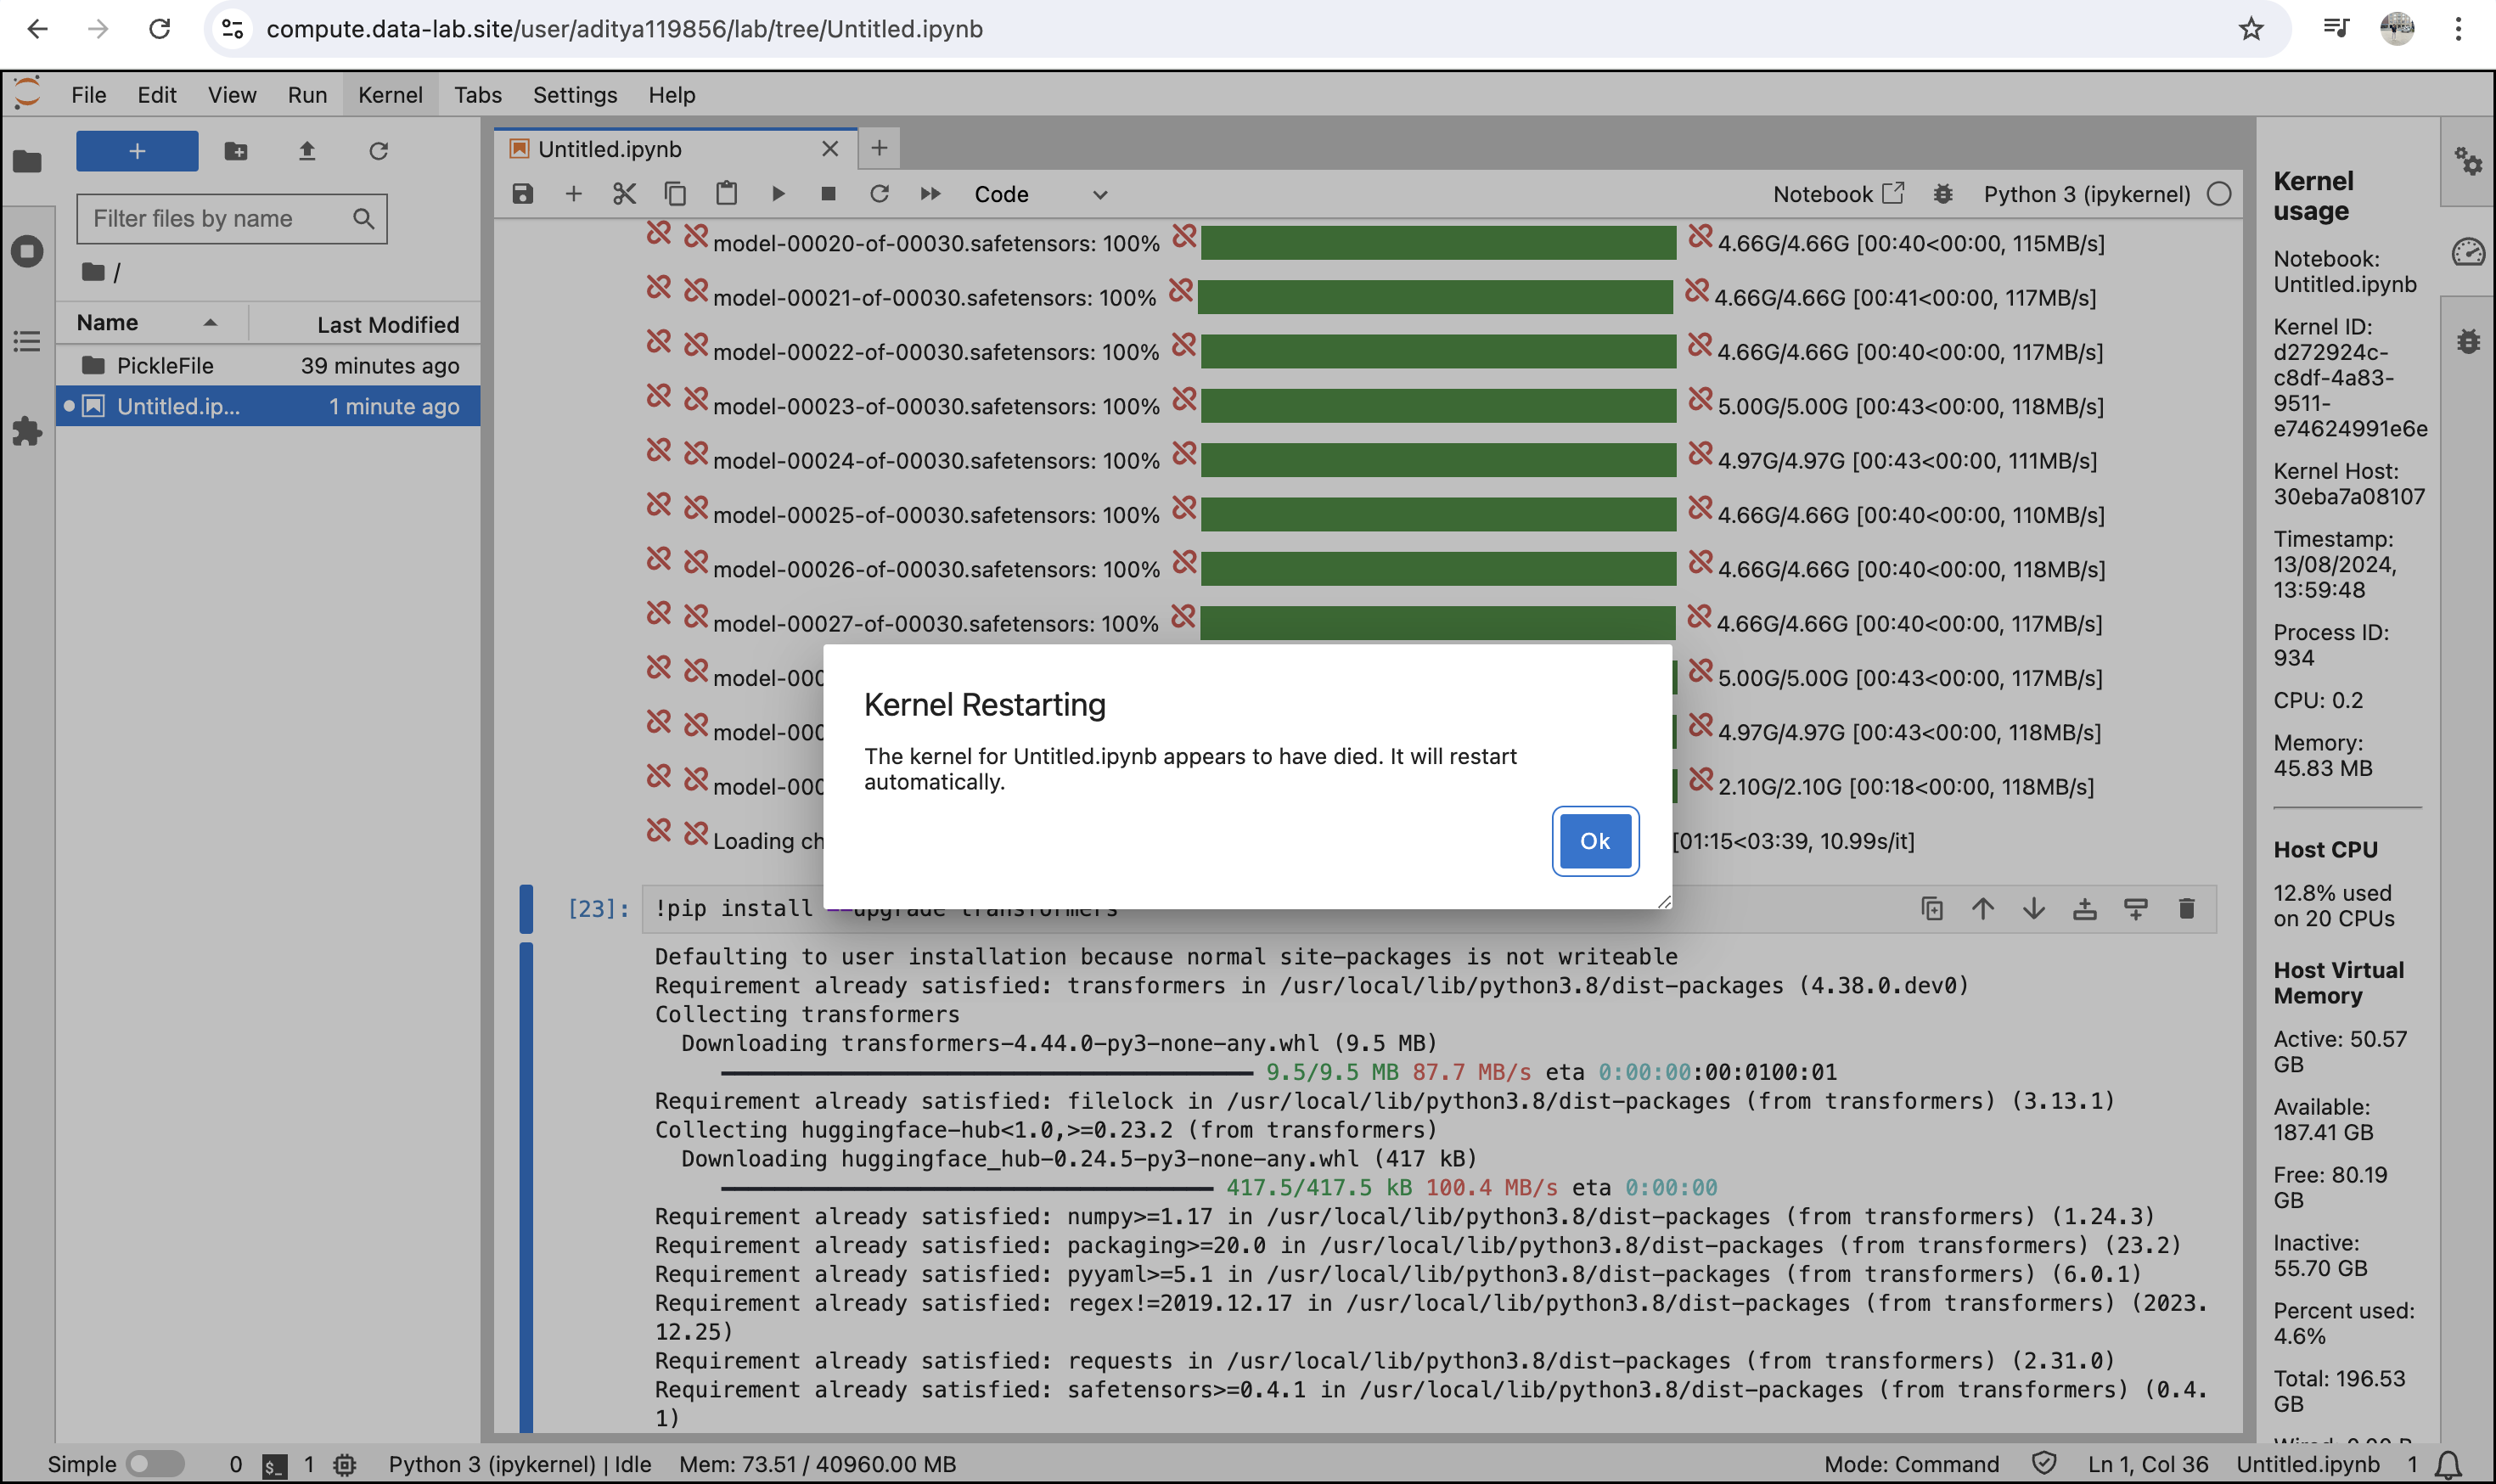 compute.data-lab.site/user/aditya119856/lab/tree/Untitled.ipynb
File Edit View Run Kernel Tabs Settings Help
+
Filter files by name
/
Name Last Modified
PickleFile 39 minutes ago
Untitled.ip... 1 minute ago
Untitled.ipynb
Code
Notebook
Python 3 (ipykernel)
model-00020-of-00030.safetensors: 100% 4.66G/4.66G [00:40<00:00, 115MB/s]
model-00021-of-00030.safetensors: 100% 4.66G/4.66G [00:41<00:00, 117MB/s]
model-00022-of-00030.safetensors: 100% 4.66G/4.66G [00:40<00:00, 117MB/s]
model-00023-of-00030.safetensors: 100% 5.00G/5.00G [00:43<00:00, 118MB/s]
model-00024-of-00030.safetensors: 100% 4.97G/4.97G [00:43<00:00, 111MB/s]
model-00025-of-00030.safetensors: 100% 4.66G/4.66G [00:40<00:00, 110MB/s]
model-00026-of-00030.safetensors: 100% 4.66G/4.66G [00:40<00:00, 118MB/s]
model-00027-of-00030.safetensors: 100% 4.66G/4.66G [00:40<00:00, 117MB/s]
model-000 5.00G/5.00G [00:43<00:00, 117MB/s]
model-000 4.97G/4.97G [00:43<00:00, 118MB/s]
model-000 2.10G/2.10G [00:18<00:00, 118MB/s]
Loading ch [01:15<03:39, 10.99s/it]
Kernel Restarting
The kernel for Untitled.ipynb appears to have died. It will restart
automatically.
Ok
[23]: !pip install --upgrade transformers
Defaulting to user installation because normal site-packages is not writeable
Requirement already satisfied: transformers in /usr/local/lib/python3.8/dist-packages (4.38.0.dev0)
Collecting transformers
Downloading transformers-4.44.0-py3-none-any.whl (9.5 MB)
9.5/9.5 MB 87.7 MB/s eta 0:00:00:00:0100:01
Requirement already satisfied: filelock in /usr/local/lib/python3.8/dist-packages (from transformers) (3.13.1)
Collecting huggingface-hub<1.0,>=0.23.2 (from transformers)
Downloading huggingface_hub-0.24.5-py3-none-any.whl (417 kB)
417.5/417.5 kB 100.4 MB/s eta 0:00:00
Requirement already satisfied: numpy>=1.17 in /usr/local/lib/python3.8/dist-packages (from transformers) (1.24.3)
Requirement already satisfied: packaging>=20.0 in /usr/local/lib/python3.8/dist-packages (from transformers) (23.2)
Requirement already satisfied: pyyaml>=5.1 in /usr/local/lib/python3.8/dist-packages (from transformers) (6.0.1)
Requirement already satisfied: regex!=2019.12.17 in /usr/local/lib/python3.8/dist-packages (from transformers) (2023.
12.25)
Requirement already satisfied: requests in /usr/local/lib/python3.8/dist-packages (from transformers) (2.31.0)
Requirement already satisfied: safetensors>=0.4.1 in /usr/local/lib/python3.8/dist-packages (from transformers) (0.4.
1)
Kernel
usage
Notebook:
Untitled.ipynb
Kernel ID:
d272924c-
c8df-4a83-
9511-
e74624991e6e
Kernel Host:
30eba7a08107
Timestamp:
13/08/2024,
13:59:48
Process ID:
934
CPU: 0.2
Memory:
45.83 MB
Host CPU
12.8% used
on 20 CPUs
Host Virtual
Memory
Active: 50.57
GB
Available:
187.41 GB
Free: 80.19
GB
Inactive:
55.70 GB
Percent used:
4.6%
Total: 196.53
GB
Simple 0 $_ 1 Python 3 (ipykernel) | Idle Mem: 73.51 / 40960.00 MB Mode: Command Ln 1, Col 36 Untitled.ipynb 1